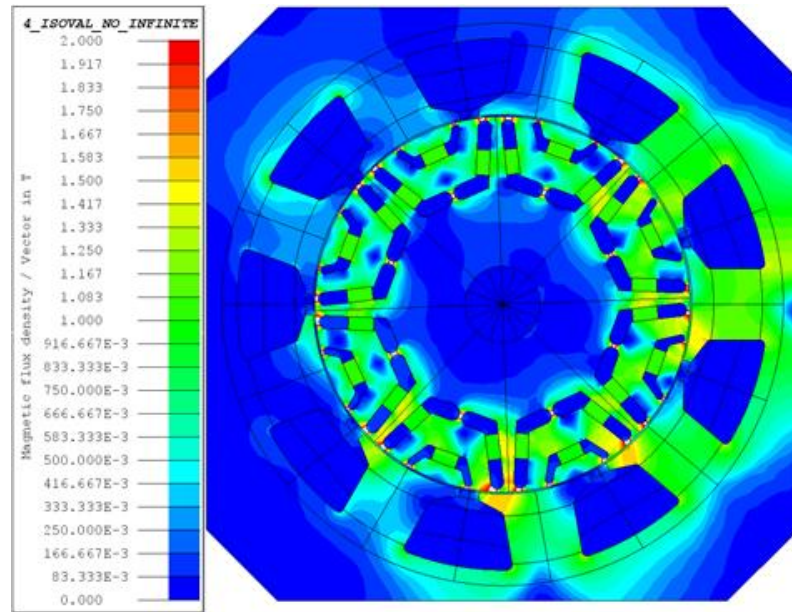 4_ISOVAL_NO_INFINITE
2.000
1.917
1.833
1.750
1.667
1.583
1.500
1.417
1.333
1.250
1.167
1.083
1.000
916.667E-3
833.333E-3
750.000E-3
666.667E-3
583.333E-3
500.000E-3
416.667E-3
333.333E-3
250.000E-3
166.667E-3
83.333E-3
0.000
Magnetic flux density / Vector in T